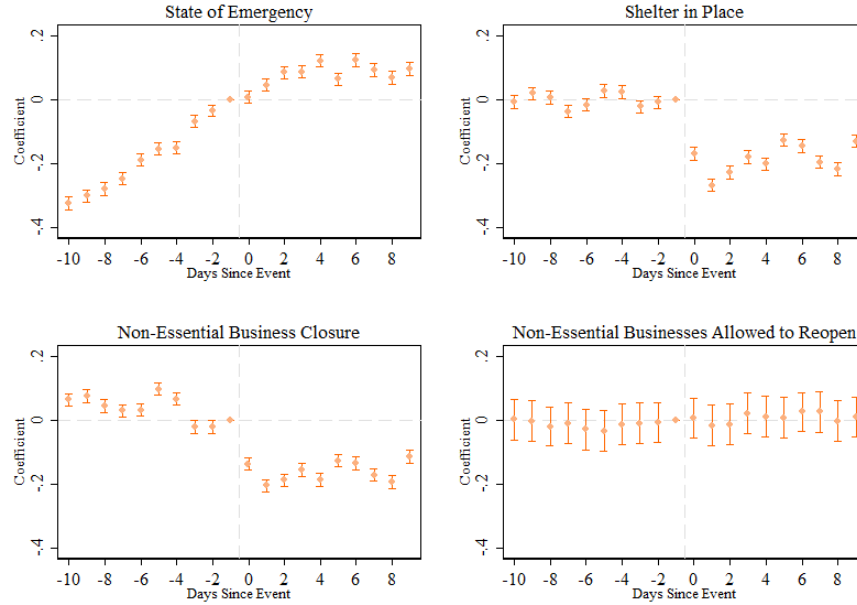 State of Emergency
.2
0
-.2
-.4
Coefficient
-10 -8 -6 -4 -2 0 2 4 6 8
Days Since Event
Shelter in Place
.2
0
-.2
-.4
Coefficient
-10 -8 -6 -4 -2 0 2 4 6 8
Days Since Event
Non-Essential Business Closure
.2
0
-.2
-.4
Coefficient
-10 -8 -6 -4 -2 0 2 4 6 8
Days Since Event
Non-Essential Businesses Allowed to Reopen
.2
0
-.2
-.4
Coefficient
-10 -8 -6 -4 -2 0 2 4 6 8
Days Since Event